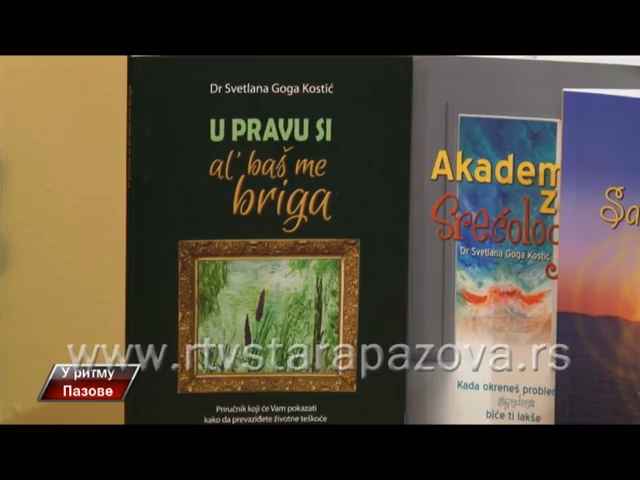 Dr Svetlana Goga Kostić
U PRAVU SI
al' baš me
briga
Priručnik koji će Vam pokazati
kako da prevaziđete životne teškoće
Akadem
z
Srećolog
Dr Svetlana Goga Kostić
Kada okreneš problem
biće ti lakše
Sa
www.rtvstarapazova.rs
У ритму
Пазове